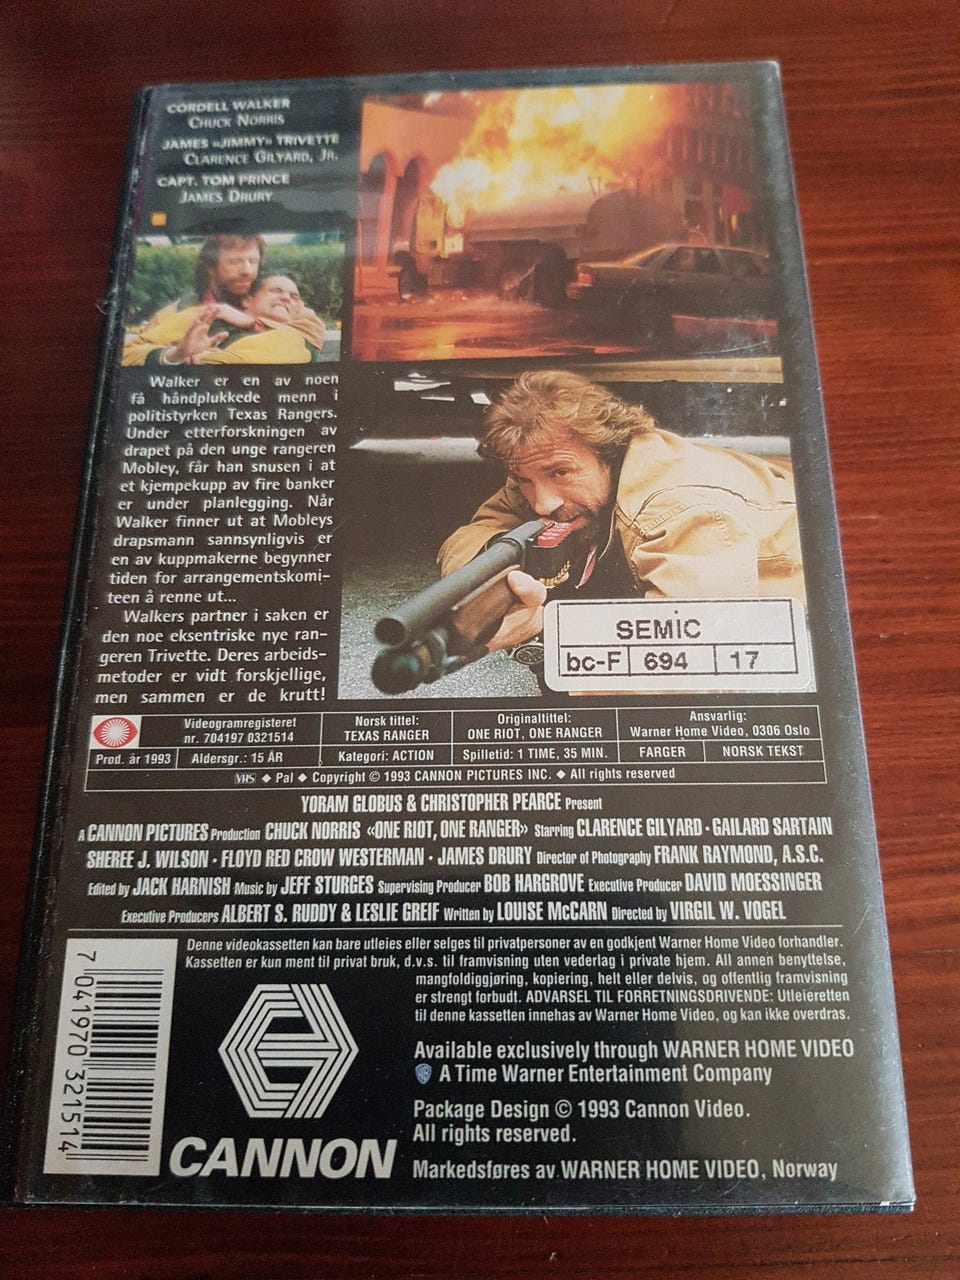 CORDELL WALKER
CHUCK NORRIS
JAMES «JIMMY» TRIVETTE
CLARENCE GILYARD, JR.
CAPT. TOM PRINCE
JAMES DRURY
Walker er en av noen
få håndplukkede menn i
politistyrken Texas Rangers.
Under etterforskningen av
drapet på den unge rangeren
Mobley, får han snusen i at
et kjempekupp av fire banker
er under planlegging. Når
Walker finner ut at Mobleys
drapsmann sannsynligvis er
en av kuppmakerne begynner
tiden for arrangementskomi-
teen å renne ut...
Walkers partner i saken er
den noe eksentriske nye ran-
geren Trivette. Deres arbeids-
metoder er vidt forskjellige,
men sammen er de krutt!
SEMIC
bc-F 694 17
Videogramregisteret
nr. 704197 0321514
Norsk tittel:
TEXAS RANGER
Originaltittel:
ONE RIOT, ONE RANGER
Ansvarlig:
Warner Home Video, 0306 Oslo
Prod. år 1993
Aldersgr.: 15 ÅR
Kategori: ACTION
Spilletid: 1 TIME, 35 MIN.
FARGER
NORSK TEKST
VHS ◆ Pal ◆ Copyright © 1993 CANNON PICTURES INC. ◆ All rights reserved
YORAM GLOBUS & CHRISTOPHER PEARCE Present
A CANNON PICTURES Production CHUCK NORRIS «ONE RIOT, ONE RANGER» Starring CLARENCE GILYARD · GAILARD SARTAIN
SHEREE J. WILSON · FLOYD RED CROW WESTERMAN · JAMES DRURY Director of Photography FRANK RAYMOND, A.S.C.
Edited by JACK HARNISH Music by JEFF STURGES Supervising Producer BOB HARGROVE Executive Producer DAVID MOESSINGER
Executive Producers ALBERT S. RUDDY & LESLIE GREIF Written by LOUISE McCARN Directed by VIRGIL W. VOGEL
Denne videokassetten kan bare utleies eller selges til privatpersoner av en godkjent Warner Home Video forhandler.
Kassetten er kun ment til privat bruk, d.v.s. til framvisning uten vederlag i private hjem. All annen benyttelse,
mangfoldiggjøring, kopiering, helt eller delvis, og offentlig framvisning
er strengt forbudt. ADVARSEL TIL FORRETNINGSDRIVENDE: Utleieretten
til denne kassetten innehas av Warner Home Video, og kan ikke overdras.
7 041970 321514
CANNON
Available exclusively through WARNER HOME VIDEO
A Time Warner Entertainment Company
Package Design © 1993 Cannon Video.
All rights reserved.
Markedsføres av WARNER HOME VIDEO, Norway